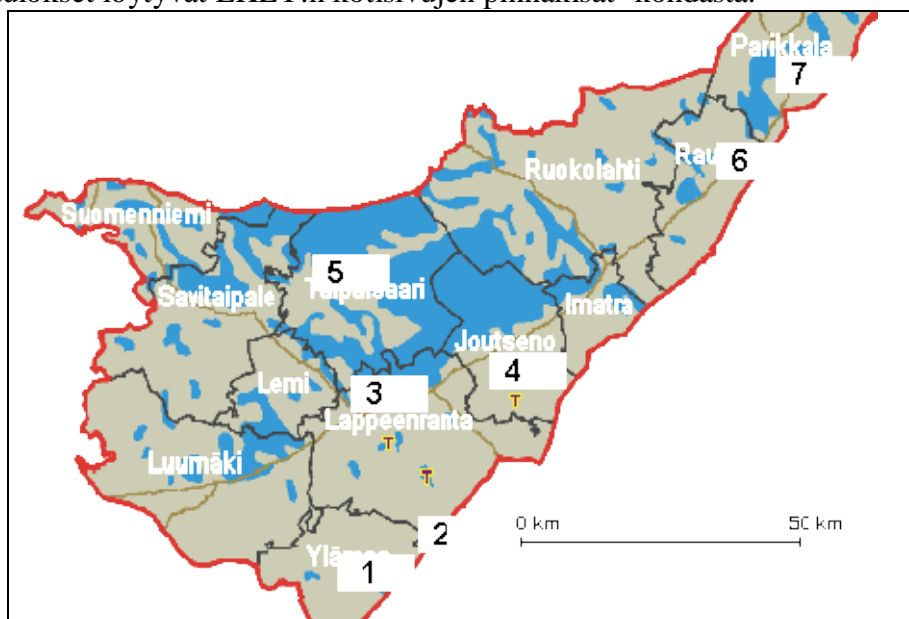 Parikkala
7
Ruokolahti
6
Suomenniemi
5
Savitaipale
Imatra
Joutseno
Lemi
3
4
T
Lappeenranta
T
Luumäki
T
2
0 km 50 km
1